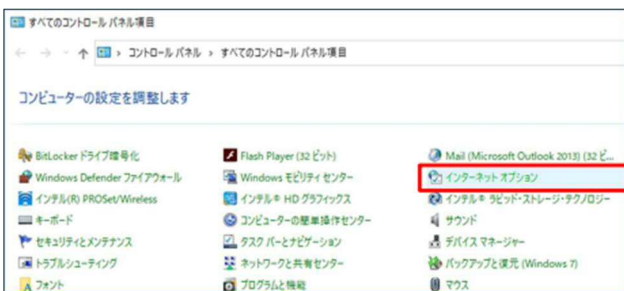 すべてのコントロール パネル項目
コントロール パネル › すべてのコントロール パネル項目
コンピューターの設定を調整します
BitLocker ドライブ暗号化 Flash Player (32 ビット) Mail (Microsoft Outlook 2013) (32 ビ...
Windows Defender ファイアウォール Windows モビリティ センター インターネット オプション
インテル(R) PROSet/Wireless インテル® HD グラフィックス インテル® ラピッド・ストレージ・テクノロジー
キーボード コンピューターの簡単操作センター サウンド
セキュリティとメンテナンス タスク バーとナビゲーション デバイス マネージャー
トラブルシューティング ネットワークと共有センター バックアップと復元 (Windows 7)
フォント プログラムと機能 マウス